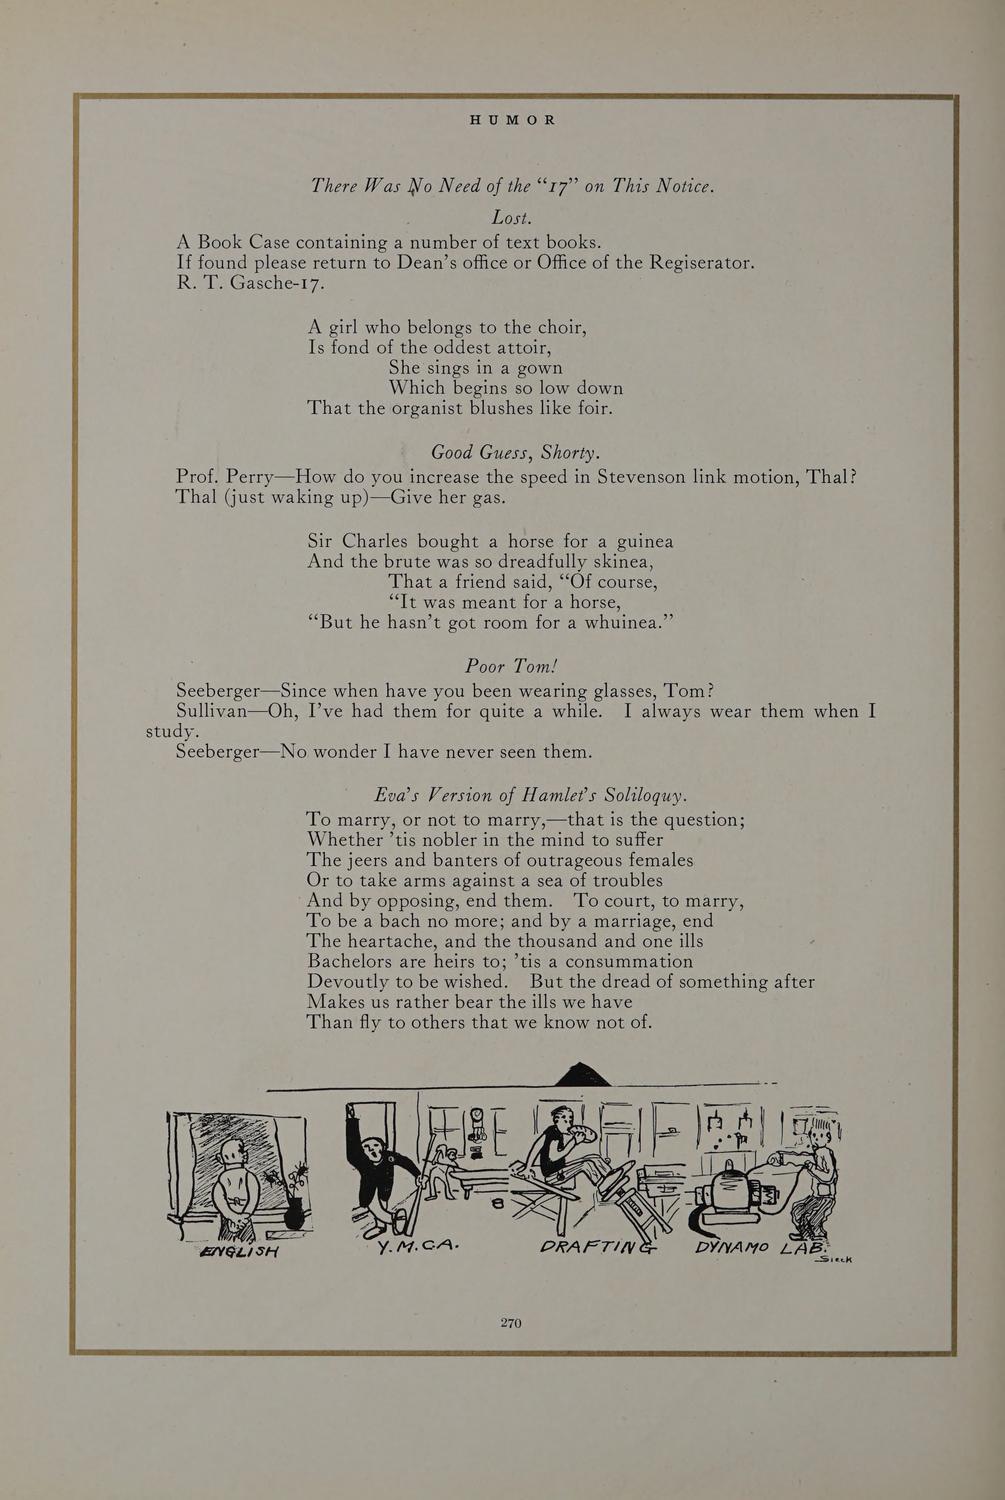 HUMOR
There Was No Need of the “17” on This Notice.
Lost.
A Book Case containing a number of text books.
If found please return to Dean’s office or Office of the Regiserator.
R. T. Gasche-17.
A girl who belongs to the choir,
Is fond of the oddest attoir,
She sings in a gown
Which begins so low down
That the organist blushes like foir.
Good Guess, Shorty.
Prof. Perry—How do you increase the speed in Stevenson link motion, Thal?
Thal (just waking up)—Give her gas.
Sir Charles bought a horse for a guinea
And the brute was so dreadfully skinea,
That a friend said, “Of course,
“It was meant for a horse,
“But he hasn’t got room for a whuinea.”
Poor Tom!
Seeberger—Since when have you been wearing glasses, Tom?
Sullivan—Oh, I’ve had them for quite a while. I always wear them when I
study.
Seeberger—No wonder I have never seen them.
Eva’s Version of Hamlet’s Soliloquy.
To marry, or not to marry,—that is the question;
Whether ’tis nobler in the mind to suffer
The jeers and banters of outrageous females
Or to take arms against a sea of troubles
And by opposing, end them. To court, to marry,
To be a bach no more; and by a marriage, end
The heartache, and the thousand and one ills
Bachelors are heirs to; ’tis a consummation
Devoutly to be wished. But the dread of something after
Makes us rather bear the ills we have
Than fly to others that we know not of.
ENGLISH Y.M.C.A. DRAFTING DYNAMO LAB.
Sieck
270